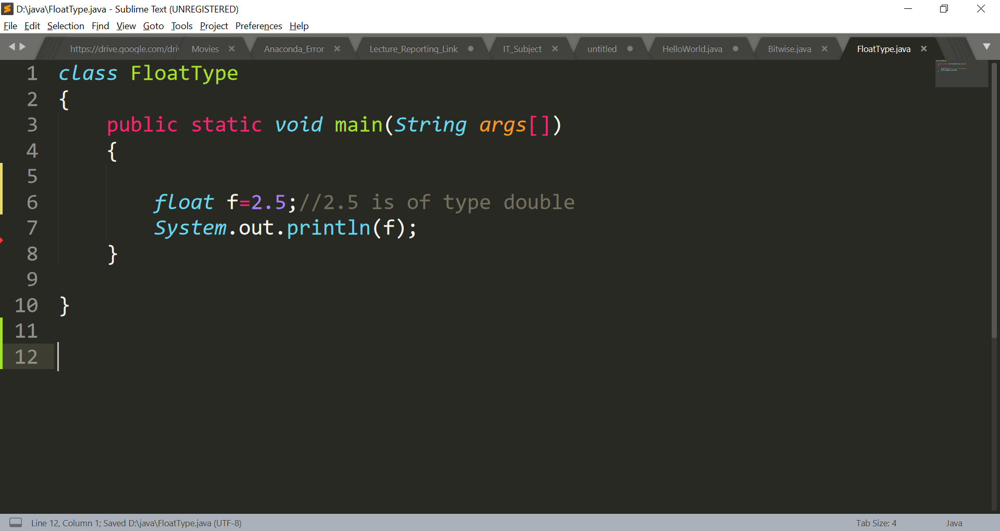 D:\java\FloatType.java - Sublime Text (UNREGISTERED)
File Edit Selection Find View Goto Tools Project Preferences Help
https://drive.google.com/dri Movies Anaconda_Error Lecture_Reporting_Link IT_Subject untitled HelloWorld.java Bitwise.java FloatType.java
1 class FloatType
2 {
3 public static void main(String args[])
4 {
5
6 float f=2.5;//2.5 is of type double
7 System.out.println(f);
8 }
9
10 }
11
12
Line 12, Column 1; Saved D:\java\FloatType.java (UTF-8) Tab Size: 4 Java